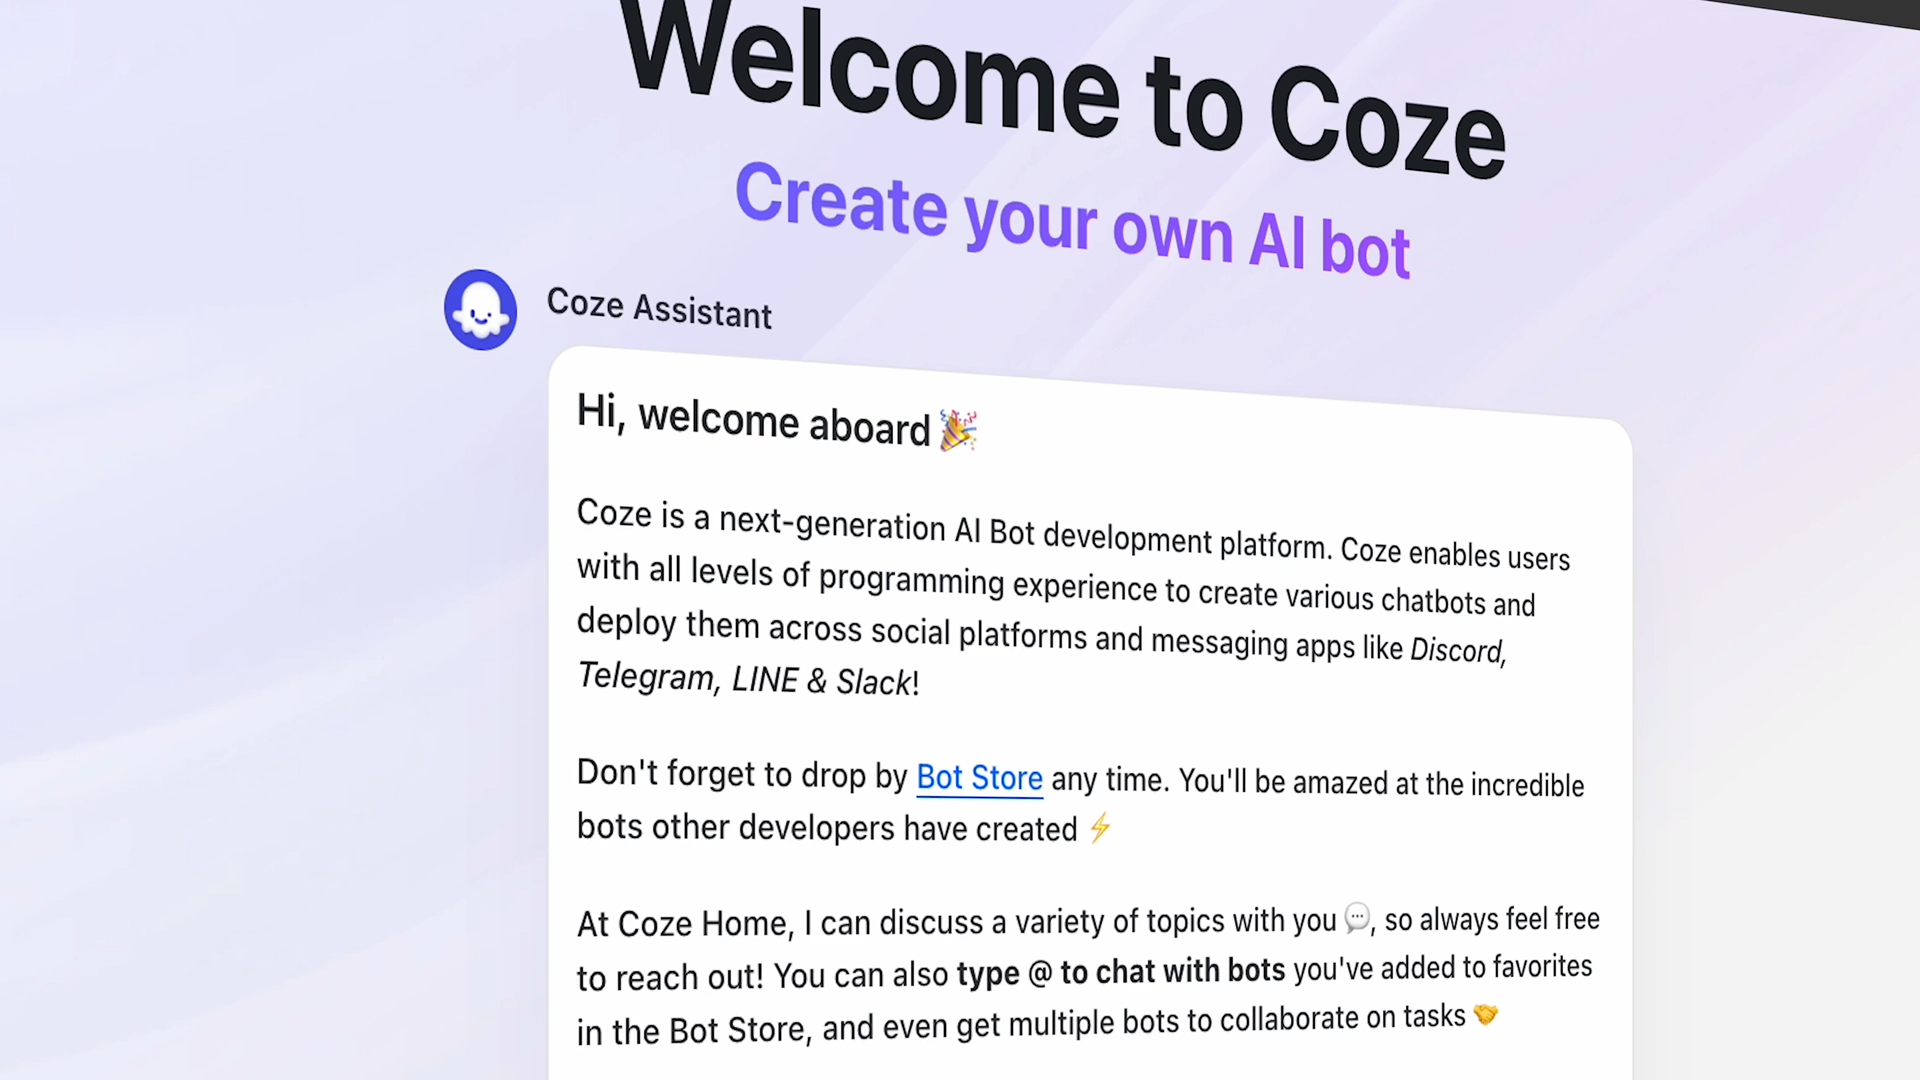 Welcome to Coze
Create your own AI bot
Coze Assistant
Hi, welcome aboard 🎉
Coze is a next-generation AI Bot development platform. Coze enables users
with all levels of programming experience to create various chatbots and
deploy them across social platforms and messaging apps like Discord,
Telegram, LINE & Slack!
Don't forget to drop by Bot Store any time. You'll be amazed at the incredible
bots other developers have created ⚡
At Coze Home, I can discuss a variety of topics with you 💬, so always feel free
to reach out! You can also type @ to chat with bots you've added to favorites
in the Bot Store, and even get multiple bots to collaborate on tasks 🤝